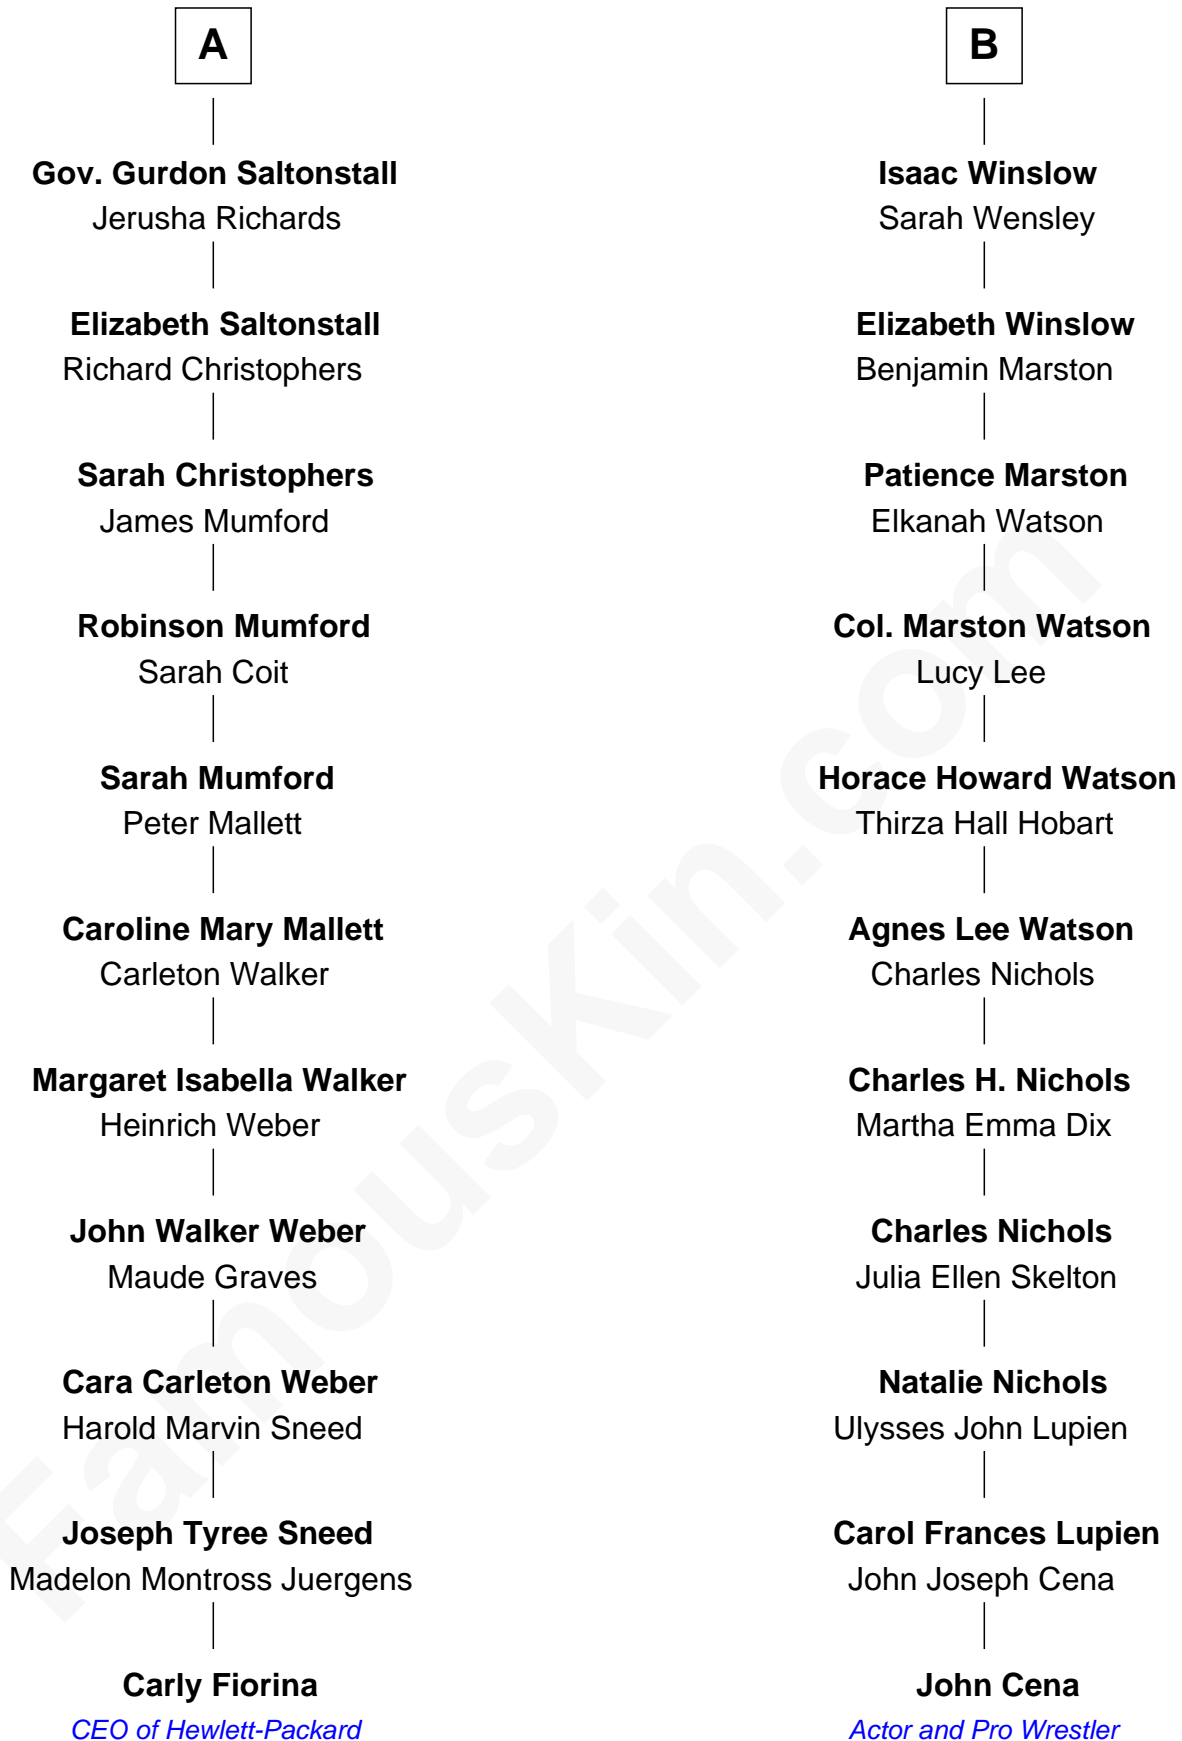 A
Gov. Gurdon Saltonstall
Jerusha Richards
Elizabeth Saltonstall
Richard Christophers
Sarah Christophers
James Mumford
Robinson Mumford
Sarah Coit
Sarah Mumford
Peter Mallett
Caroline Mary Mallett
Carleton Walker
Margaret Isabella Walker
Heinrich Weber
John Walker Weber
Maude Graves
Cara Carleton Weber
Harold Marvin Sneed
Joseph Tyree Sneed
Madelon Montross Juergens
Carly Fiorina
CEO of Hewlett-Packard
B
Isaac Winslow
Sarah Wensley
Elizabeth Winslow
Benjamin Marston
Patience Marston
Elkanah Watson
Col. Marston Watson
Lucy Lee
Horace Howard Watson
Thirza Hall Hobart
Agnes Lee Watson
Charles Nichols
Charles H. Nichols
Martha Emma Dix
Charles Nichols
Julia Ellen Skelton
Natalie Nichols
Ulysses John Lupien
Carol Frances Lupien
John Joseph Cena
John Cena
Actor and Pro Wrestler
FamousKin.com